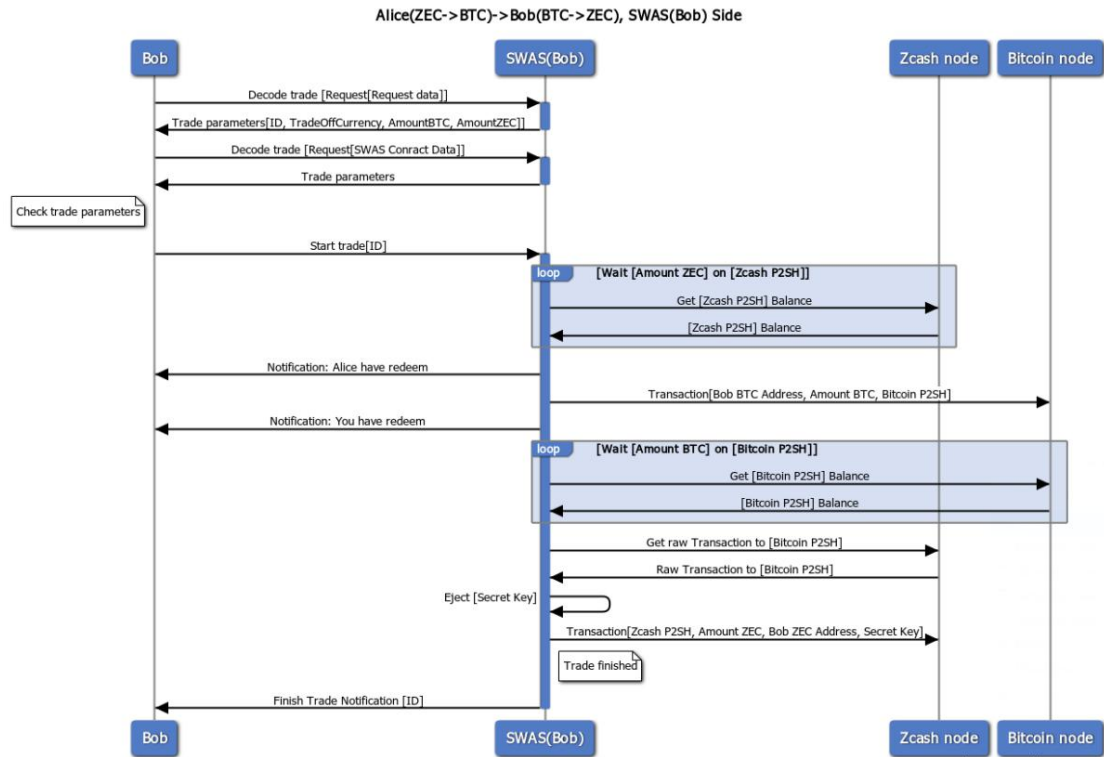 Alice(ZEC->BTC)->Bob(BTC->ZEC), SWAS(Bob) Side
Bob
SWAS(Bob)
Zcash node
Bitcoin node
Decode trade [Request[Request data]]
Trade parameters[ID, TradeOffCurrency, AmountBTC, AmountZEC]]
Decode trade [Request[SWAS Conract Data]]
Trade parameters
Check trade parameters
Start trade[ID]
loop
[Wait [Amount ZEC] on [Zcash P2SH]]
Get [Zcash P2SH] Balance
[Zcash P2SH] Balance
Notification: Alice have redeem
Transaction[Bob BTC Address, Amount BTC, Bitcoin P2SH]
Notification: You have redeem
loop
[Wait [Amount BTC] on [Bitcoin P2SH]]
Get [Bitcoin P2SH] Balance
[Bitcoin P2SH] Balance
Get raw Transaction to [Bitcoin P2SH]
Raw Transaction to [Bitcoin P2SH]
Eject [Secret Key]
Transaction[Zcash P2SH, Amount ZEC, Bob ZEC Address, Secret Key]
Trade finished
Finish Trade Notification [ID]
Bob
SWAS(Bob)
Zcash node
Bitcoin node